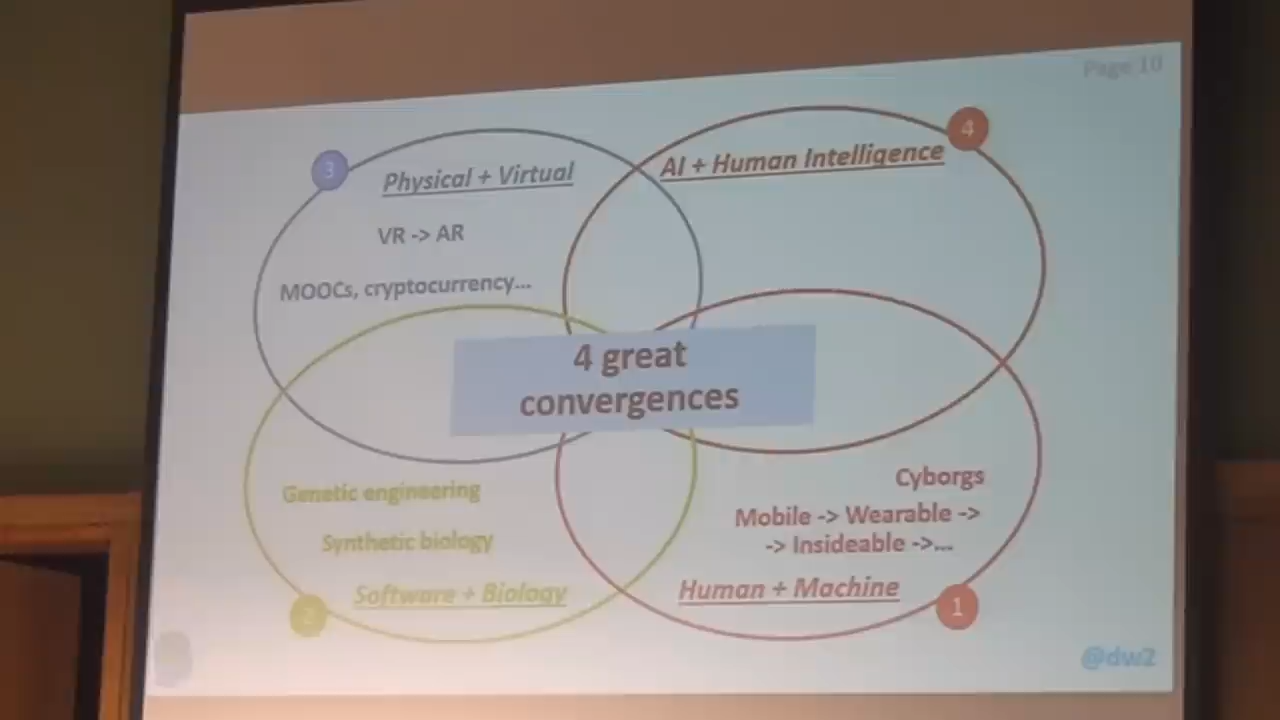 Page 10
3
Physical + Virtual
VR -> AR
MOOCs, cryptocurrency...
4
AI + Human Intelligence
4 great
convergences
Genetic engineering
Synthetic biology
Software + Biology
2
Cyborgs
Mobile -> Wearable ->
-> Insideable ->...
Human + Machine
1
@dw2